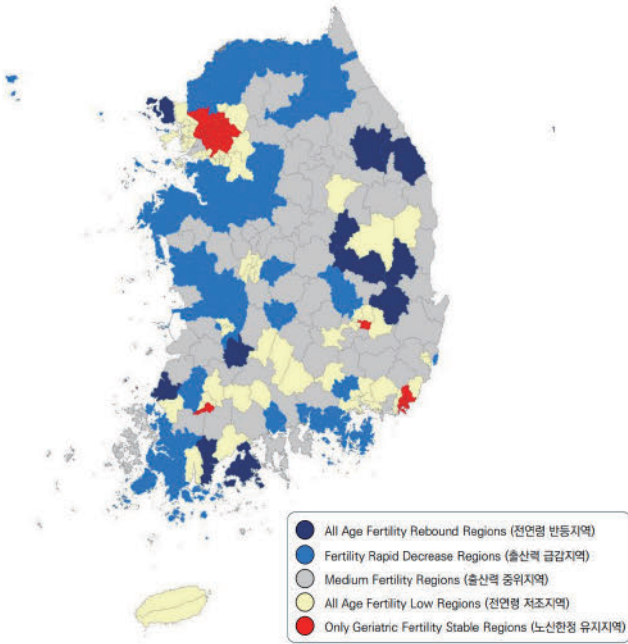 1
All Age Fertility Rebound Regions (전연령 반등지역)
Fertility Rapid Decrease Regions (출산력 급감지역)
Medium Fertility Regions (출산력 중위지역)
All Age Fertility Low Regions (전연령 저조지역)
Only Geriatric Fertility Stable Regions (노산한정 유지지역)